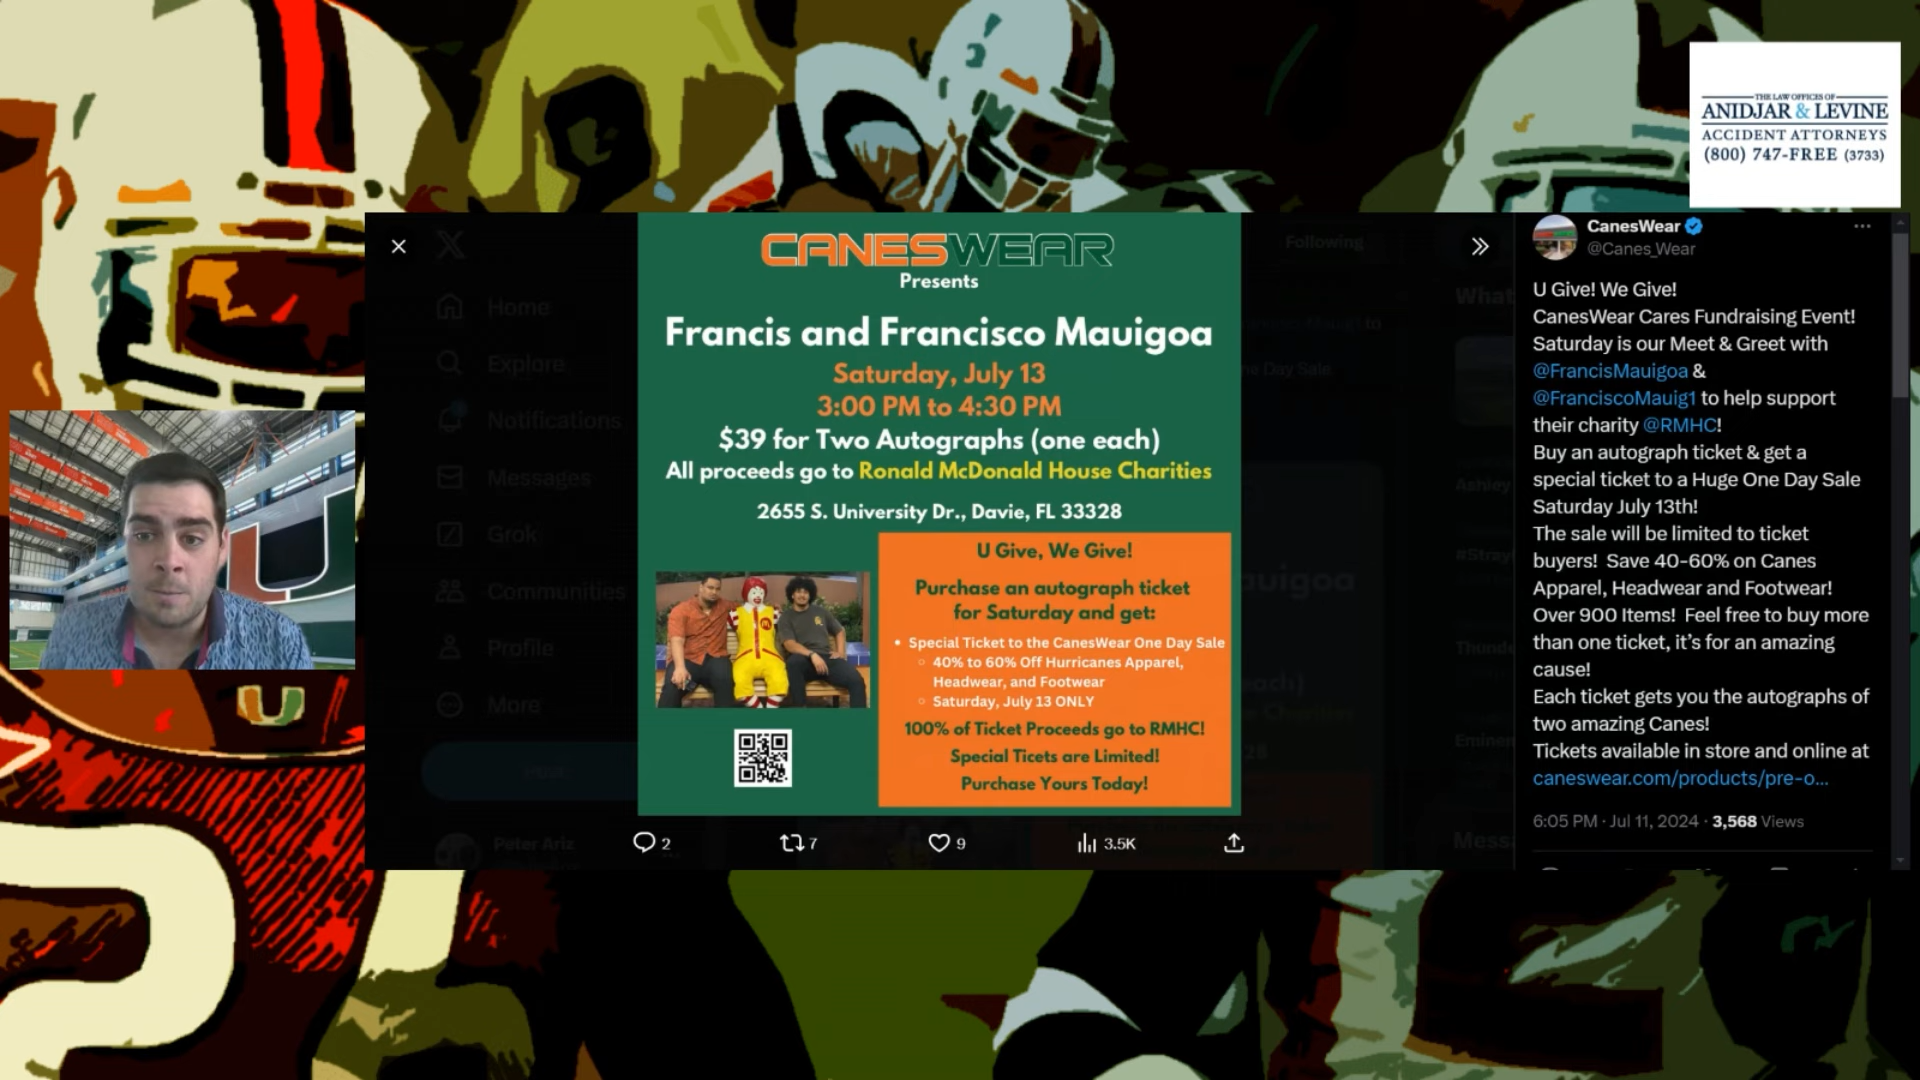 THE LAW OFFICES OF
ANIDJAR & LEVINE
ACCIDENT ATTORNEYS
(800) 747-FREE (3733)
Home
Explore
Notifications
Messages
Grok
Communities
Profile
More
Peter Ariz
Following
CANESWEAR
Presents
Francis and Francisco Mauigoa
Saturday, July 13
3:00 PM to 4:30 PM
$39 for Two Autographs (one each)
All proceeds go to Ronald McDonald House Charities
2655 S. University Dr., Davie, FL 33328
U Give, We Give!
Purchase an autograph ticket
for Saturday and get:
• Special Ticket to the CanesWear One Day Sale
○ 40% to 60% Off Hurricanes Apparel,
Headwear, and Footwear
○ Saturday, July 13 ONLY
100% of Ticket Proceeds go to RMHC!
Special Ticets are Limited!
Purchase Yours Today!
2
7
9
3.5K
CanesWear
@Canes_Wear
U Give! We Give!
CanesWear Cares Fundraising Event!
Saturday is our Meet & Greet with
@FrancisMauigoa &
@FranciscoMauig1 to help support
their charity @RMHC!
Buy an autograph ticket & get a
special ticket to a Huge One Day Sale
Saturday July 13th!
The sale will be limited to ticket
buyers! Save 40-60% on Canes
Apparel, Headwear and Footwear!
Over 900 Items! Feel free to buy more
than one ticket, it's for an amazing
cause!
Each ticket gets you the autographs of
two amazing Canes!
Tickets available in store and online at
caneswear.com/products/pre-o...
6:05 PM · Jul 11, 2024 · 3,568 Views